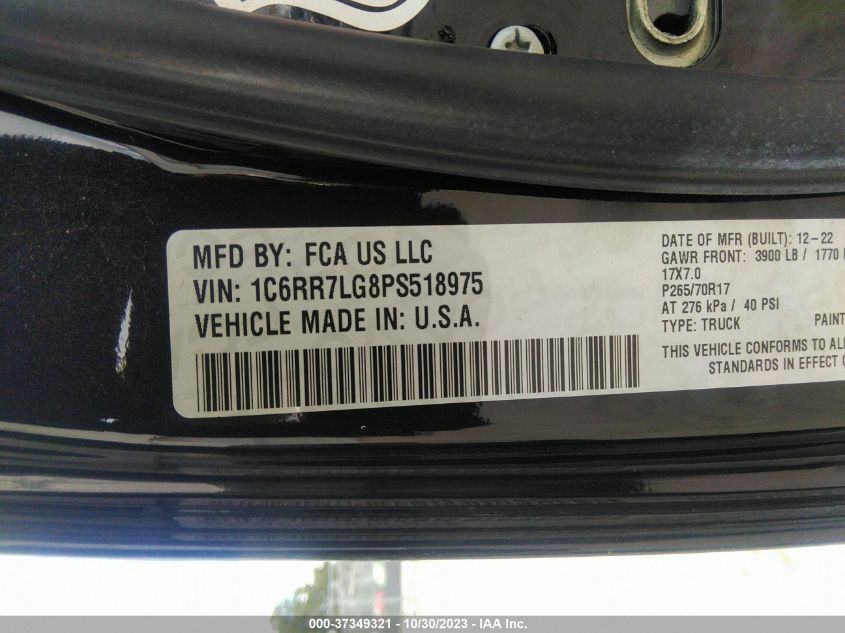 MFD BY: FCA US LLC
VIN: 1C6RR7LG8PS518975
VEHICLE MADE IN: U.S.A.
DATE OF MFR (BUILT): 12-22
GAWR FRONT: 3900 LB / 1770
17X7.0
P265/70R17
AT 276 kPa / 40 PSI
TYPE: TRUCK PAINT
THIS VEHICLE CONFORMS TO AL
STANDARDS IN EFFECT
000-37349321 - 10/30/2023 - IAA Inc.